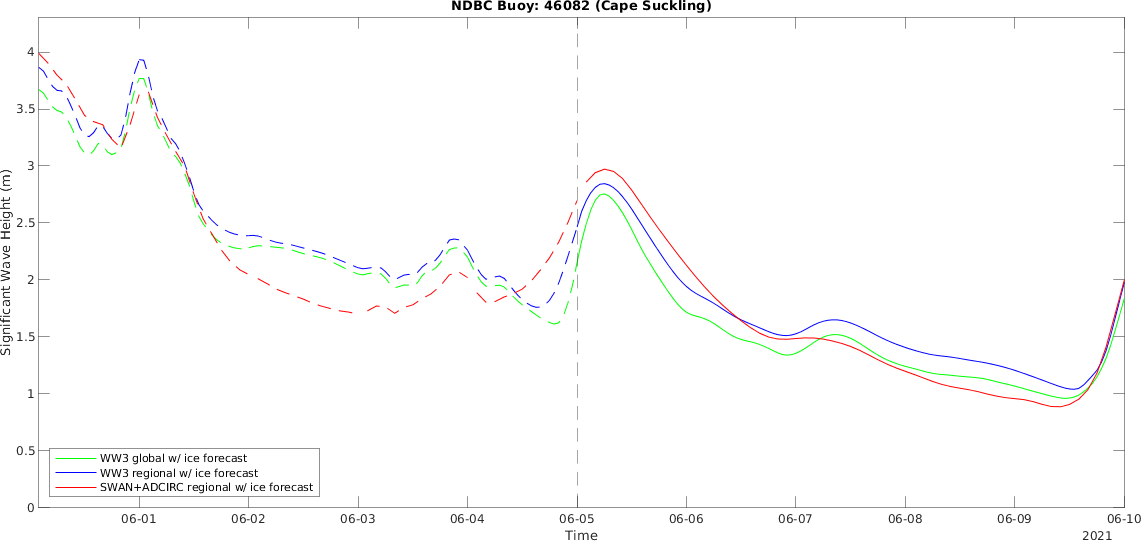 NDBC Buoy: 46082 (Cape Suckling)
Significant Wave Height (m)
4
3.5
3
2.5
2
1.5
1
0.5
0
WW3 global w/ ice forecast
WW3 regional w/ ice forecast
SWAN+ADCIRC regional w/ ice forecast
06-01 06-02 06-03 06-04 06-05 06-06 06-07 06-08 06-09 06-10
Time
2021